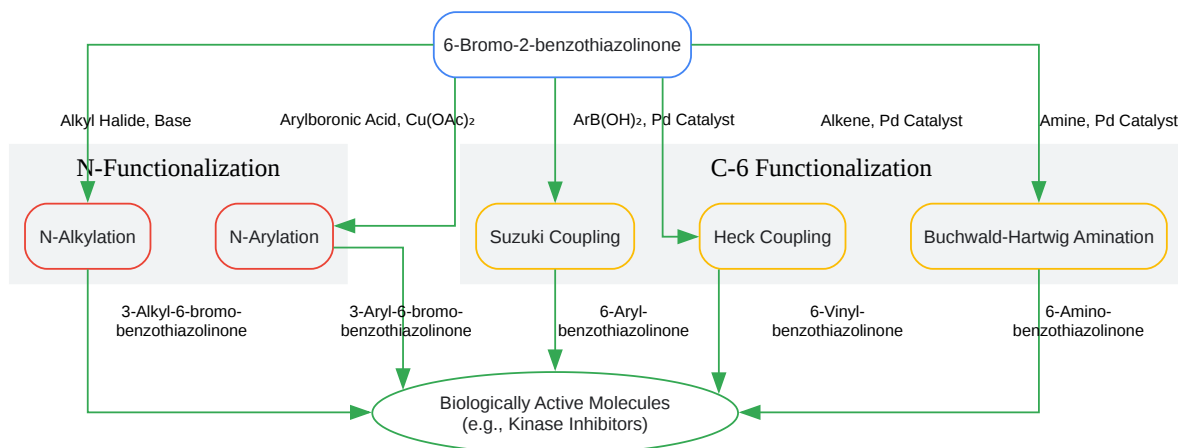 6-Bromo-2-benzothiazolinone
Alkyl Halide, Base
Arylboronic Acid, Cu(OAc)₂
ArB(OH)₂, Pd Catalyst
Alkene, Pd Catalyst
Amine, Pd Catalyst
N-Functionalization
C-6 Functionalization
N-Alkylation
N-Arylation
Suzuki Coupling
Heck Coupling
Buchwald-Hartwig Amination
3-Alkyl-6-bromo-
benzothiazolinone
3-Aryl-6-bromo-
benzothiazolinone
6-Aryl-
benzothiazolinone
6-Vinyl-
benzothiazolinone
6-Amino-
benzothiazolinone
Biologically Active Molecules
(e.g., Kinase Inhibitors)